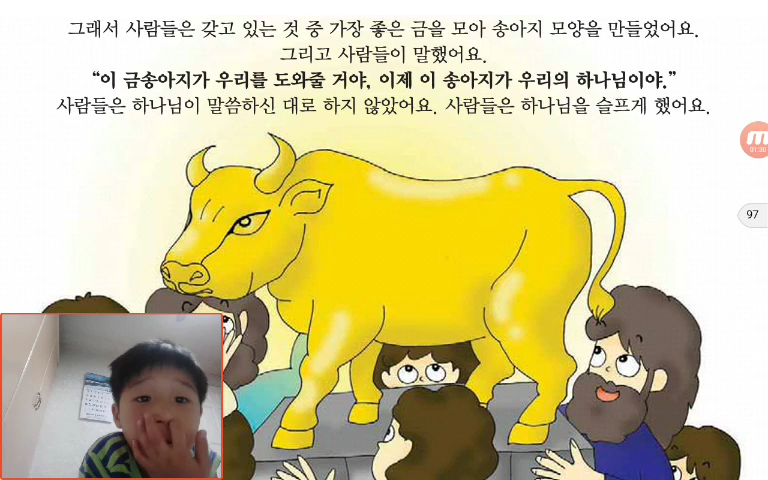 그래서 사람들은 갖고 있는 것 중 가장 좋은 금을 모아 송아지 모양을 만들었어요.
그리고 사람들이 말했어요.
“이 금송아지가 우리를 도와줄 거야, 이제 이 송아지가 우리의 하나님이야.”
사람들은 하나님이 말씀하신 대로 하지 않았어요. 사람들은 하나님을 슬프게 했어요.
01:30
97